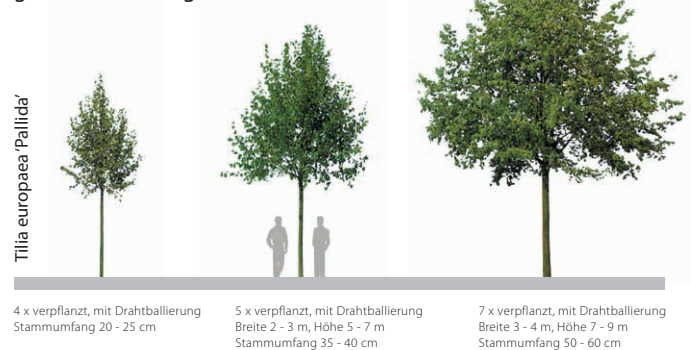 Tilia europaea 'Pallida'
4 x verpflanzt, mit Drahtballierung
Stammumfang 20 - 25 cm
5 x verpflanzt, mit Drahtballierung
Breite 2 - 3 m, Höhe 5 - 7 m
Stammumfang 35 - 40 cm
7 x verpflanzt, mit Drahtballierung
Breite 3 - 4 m, Höhe 7 - 9 m
Stammumfang 50 - 60 cm